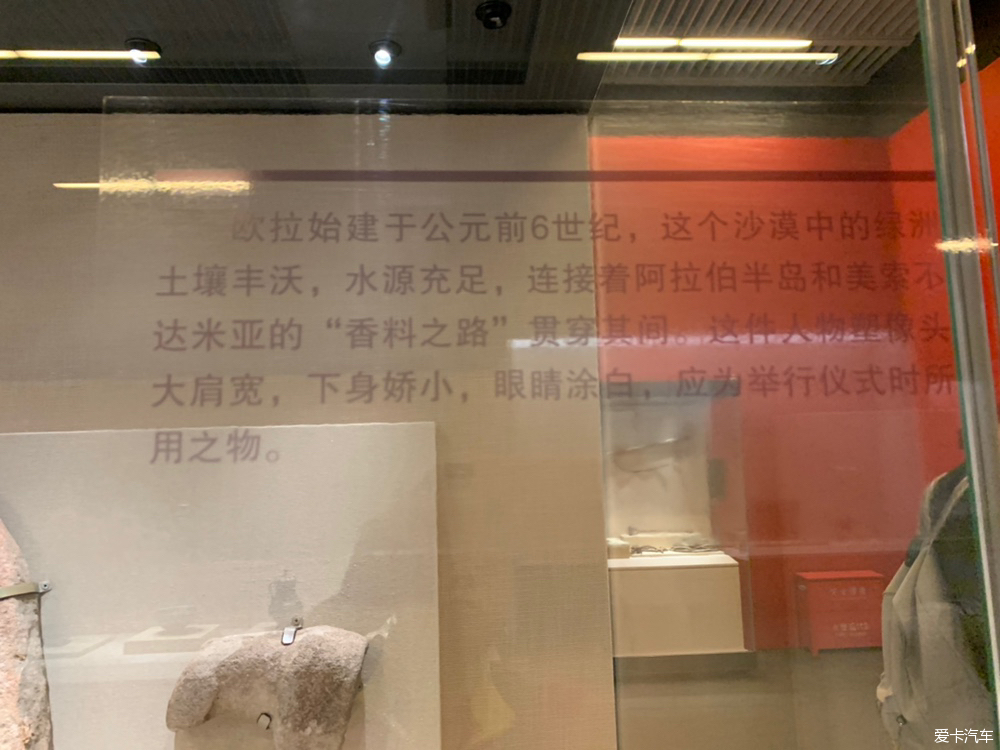 欧拉始建于公元前6世纪，这个沙漠中的绿洲
土壤丰沃，水源充足，连接着阿拉伯半岛和美索不
达米亚的“香料之路”贯穿其间。这件人物塑像头
大肩宽，下身娇小，眼睛涂白，应为举行仪式时所
用之物。
爱卡汽车